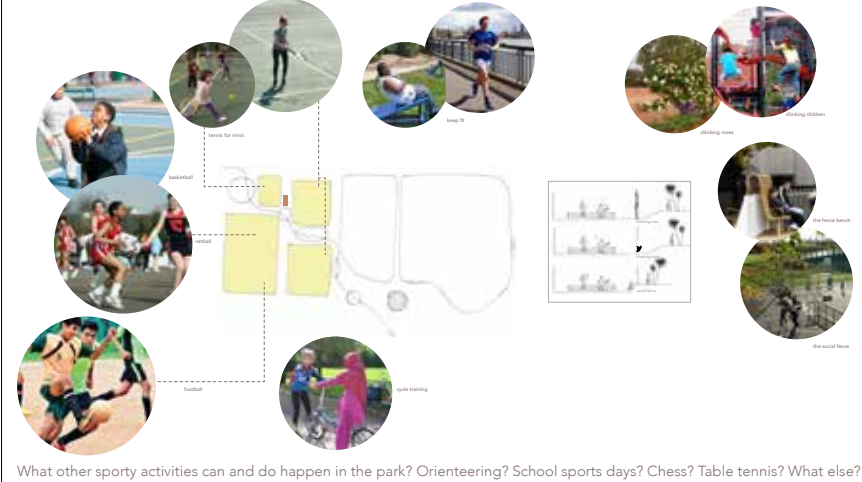 tennis for minis
keep fit
climbing children
climbing roses
basketball
the fence bench
netball
the social fence
football
cycle training
What other sporty activities can and do happen in the park? Orienteering? School sports days? Chess? Table tennis? What else?